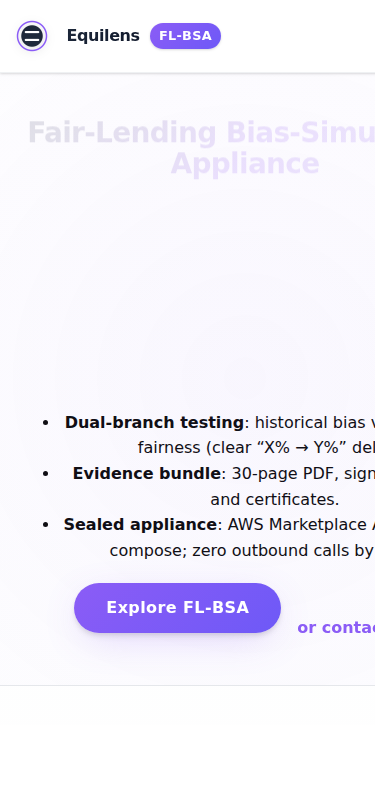 Equilens FL-BSA
Fair-Lending Bias-Simu
Appliance
• Dual-branch testing: historical bias v
fairness (clear “X% → Y%” del
• Evidence bundle: 30-page PDF, sign
and certificates.
• Sealed appliance: AWS Marketplace A
compose; zero outbound calls by
Explore FL-BSA
or contac